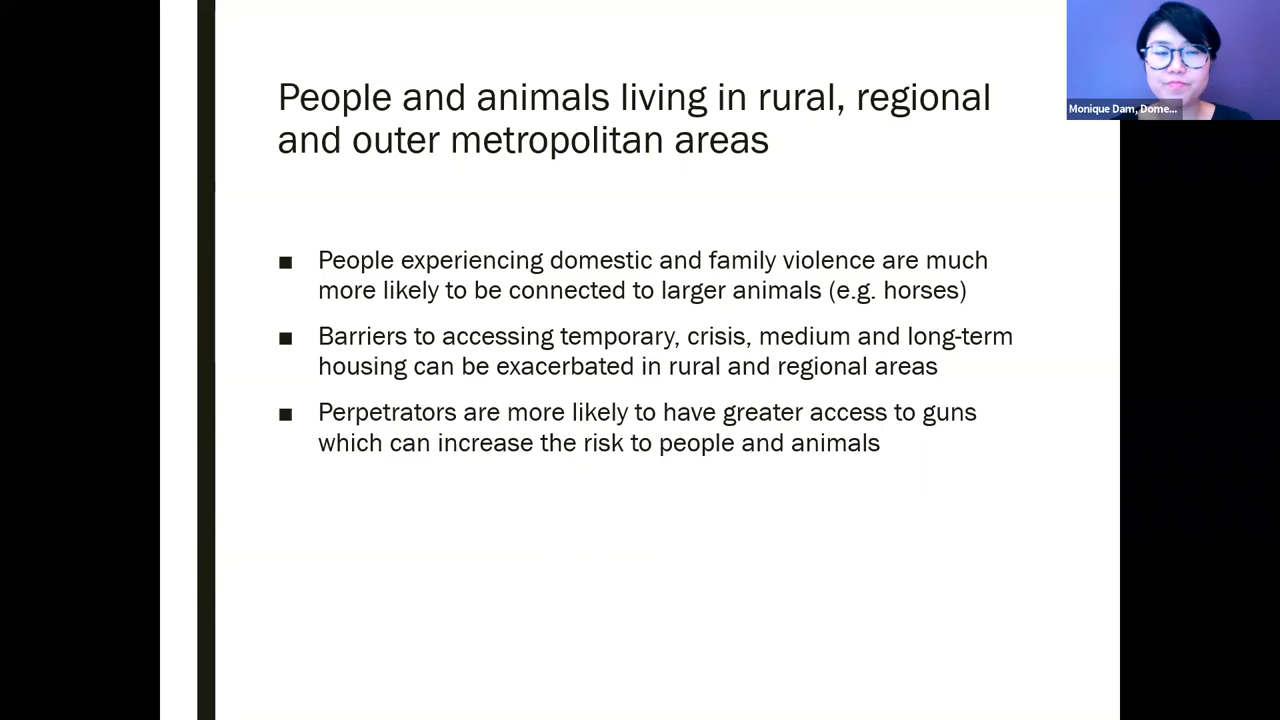 People and animals living in rural, regional
and outer metropolitan areas
■ People experiencing domestic and family violence are much
more likely to be connected to larger animals (e.g. horses)
■ Barriers to accessing temporary, crisis, medium and long-term
housing can be exacerbated in rural and regional areas
■ Perpetrators are more likely to have greater access to guns
which can increase the risk to people and animals
Monique Dam, Dome...